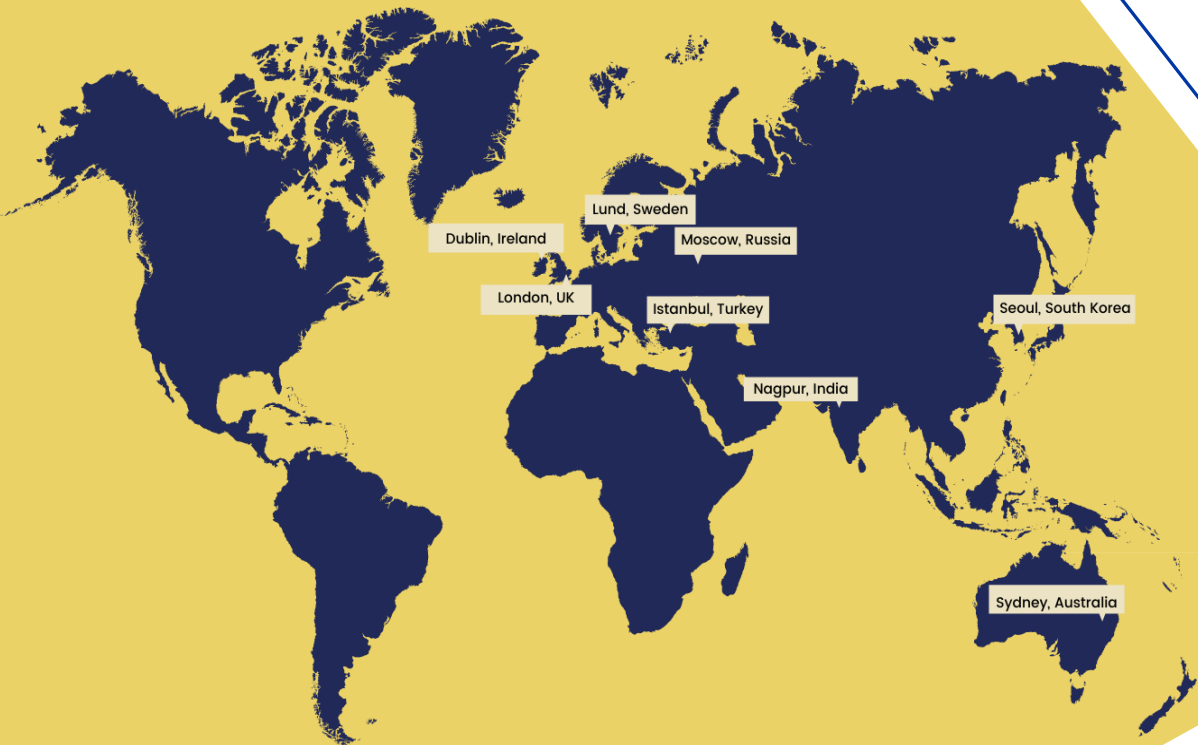 Lund, Sweden
Dublin, Ireland
Moscow, Russia
London, UK
Istanbul, Turkey
Seoul, South Korea
Nagpur, India
Sydney, Australia